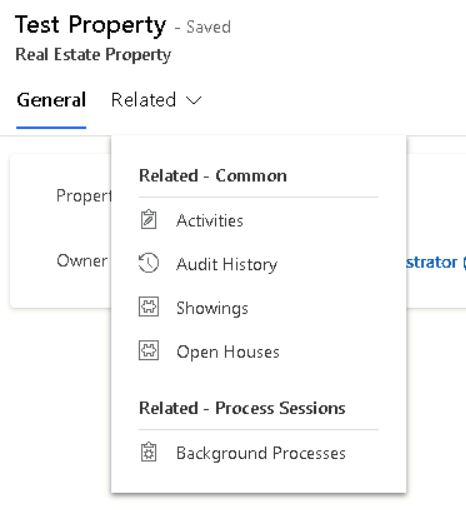 Test Property - Saved
Real Estate Property
General Related
Related - Common
Propert
Activities
Owner
Audit History
strator (
Showings
Open Houses
Related - Process Sessions
Background Processes